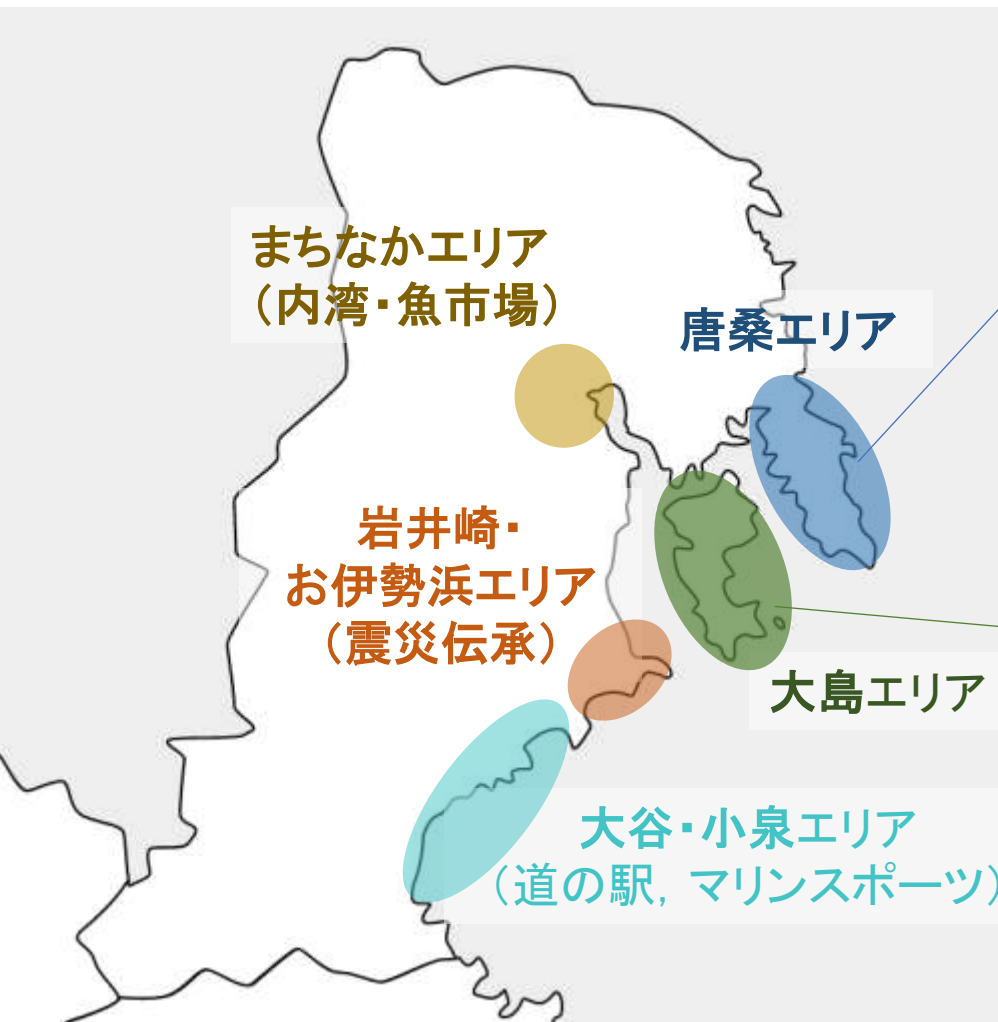 まちなかエリア
（内湾・魚市場）
唐桑エリア
岩井崎・
お伊勢浜エリア
（震災伝承）
大島エリア
大谷・小泉エリア
（道の駅，マリンスポーツ）